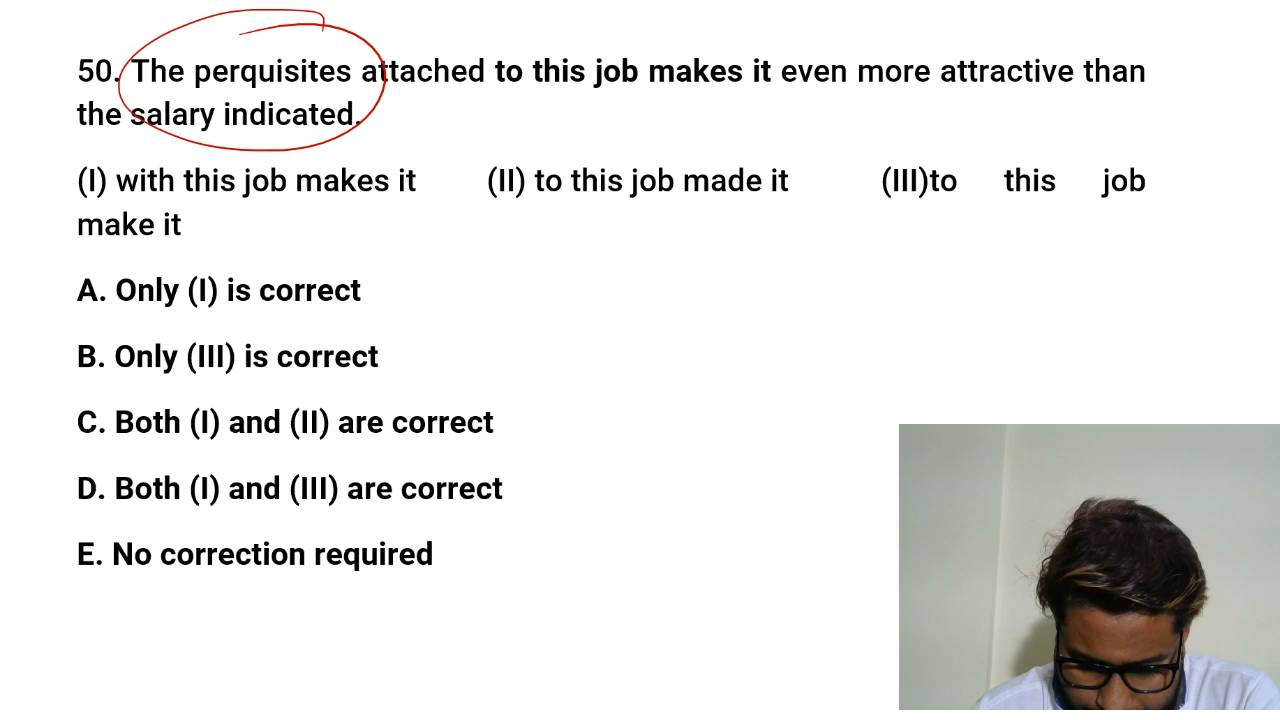 50. The perquisites attached to this job makes it even more attractive than
the salary indicated.
(I) with this job makes it (II) to this job made it (III)to this job
make it
A. Only (I) is correct
B. Only (III) is correct
C. Both (I) and (II) are correct
D. Both (I) and (III) are correct
E. No correction required